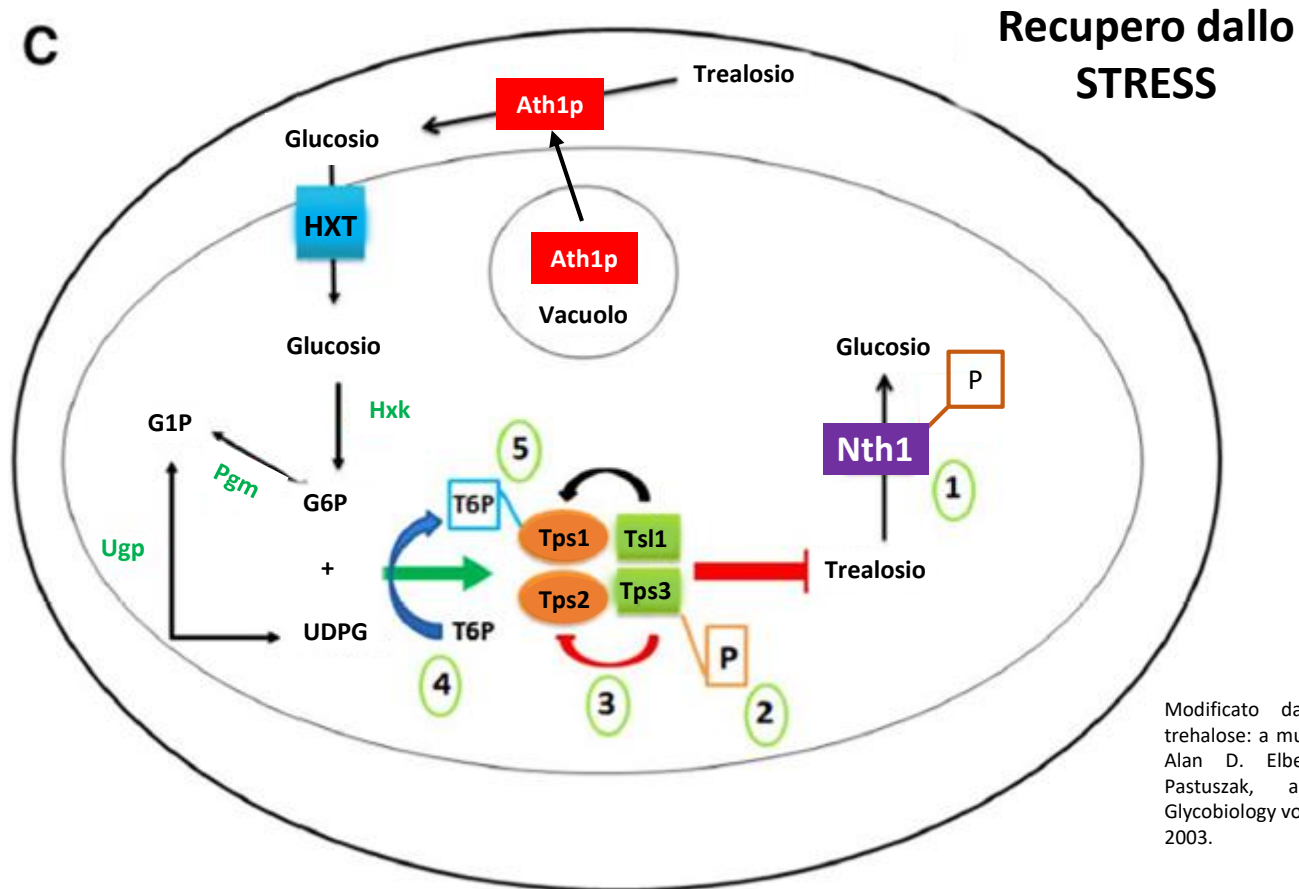 C
Recupero dallo
STRESS
Trealosio
Ath1p
Glucosio
HXT
Ath1p
Vacuolo
Glucosio
Glucosio
P
Hxk
G1P
Nth1
Pgm
5
1
G6P
T6P
Tps1
Tsl1
Ugp
+
Trealosio
Tps2
Tps3
UDPG
T6P
P
4
3
2
Modificato da
trehalose: a mu
Alan D. Elbe
Pastuszak, a
Glycobiology vo
2003.